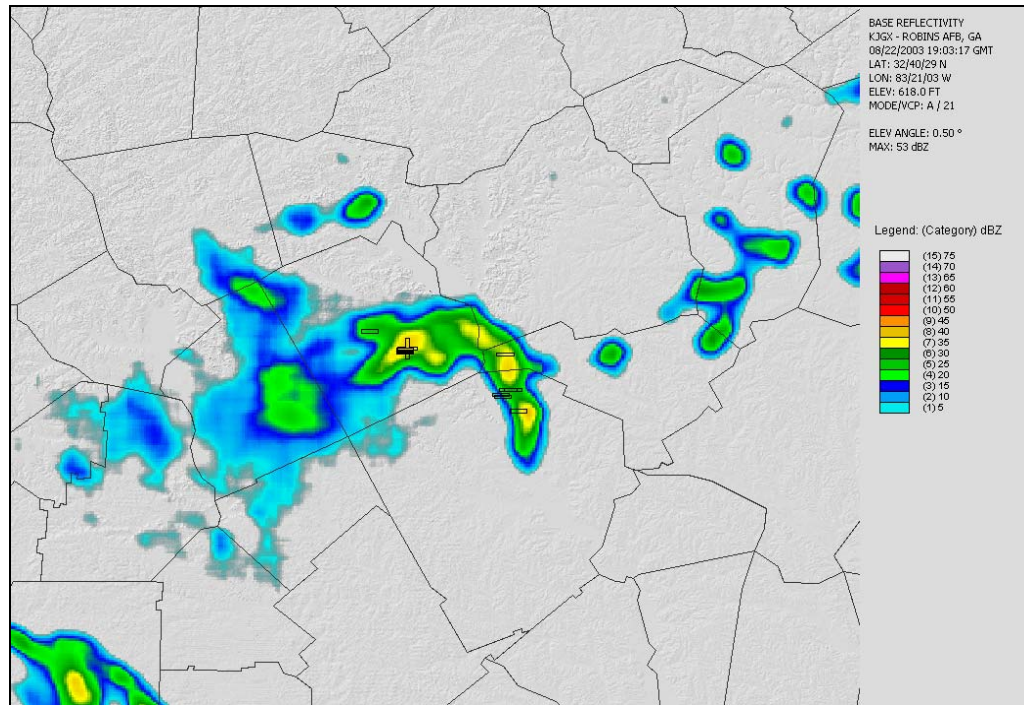 BASE REFLECTIVITY
KJGX - ROBINS AFB, GA
08/22/2003 19:03:17 GMT
LAT: 32/40/29 N
LON: 83/21/03 W
ELEV: 618.0 FT
MODE/VCP: A / 21
ELEV ANGLE: 0.50 °
MAX: 53 dBZ
Legend: (Category) dBZ
(15) 75
(14) 70
(13) 65
(12) 60
(11) 55
(10) 50
(9) 45
(8) 40
(7) 35
(6) 30
(5) 25
(4) 20
(3) 15
(2) 10
(1) 5